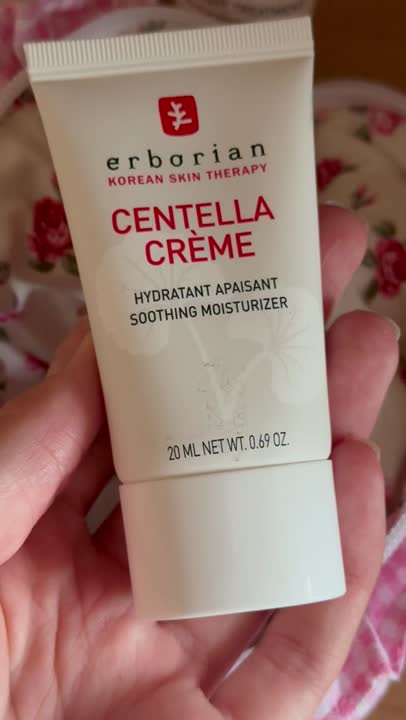 erborian
KOREAN SKIN THERAPY
CENTELLA
CRÈME
HYDRATANT APAISANT
SOOTHING MOISTURIZER
20 ML NET WT. 0.69 OZ.